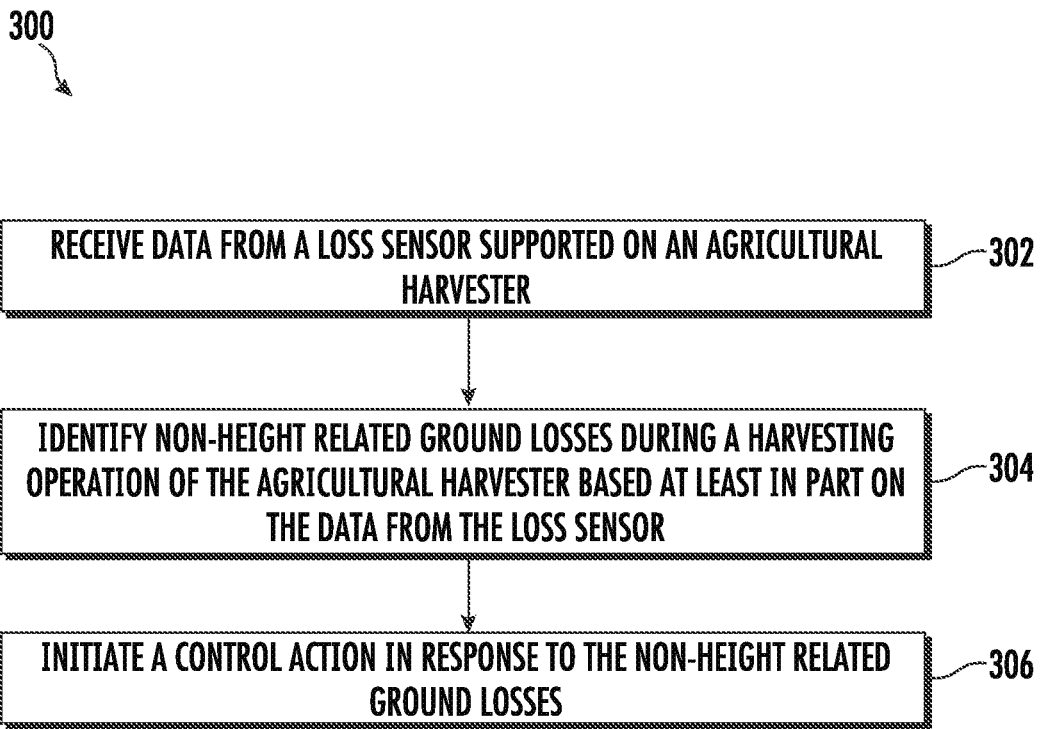 300
RECEIVE DATA FROM A LOSS SENSOR SUPPORTED ON AN AGRICULTURAL
HARVESTER
302
IDENTIFY NON-HEIGHT RELATED GROUND LOSSES DURING A HARVESTING
OPERATION OF THE AGRICULTURAL HARVESTER BASED AT LEAST IN PART ON
THE DATA FROM THE LOSS SENSOR
304
INITIATE A CONTROL ACTION IN RESPONSE TO THE NON-HEIGHT RELATED
GROUND LOSSES
306